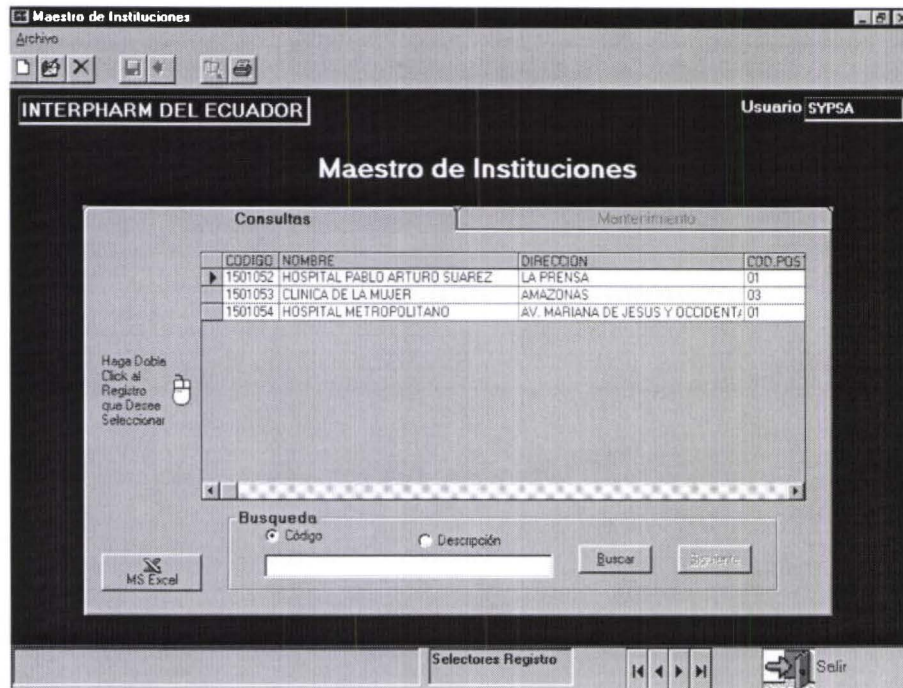 Maestro de Instituciones
Archivo
INTERPHARM DEL ECUADOR
Usuario SYPSA
Maestro de Instituciones
Consultas Mantenimiento
CODIGO NOMBRE DIRECCION COD.POS
1501052 HOSPITAL PABLO ARTURO SUAREZ LA PRENSA 01
1501053 CLINICA DE LA MUJER AMAZONAS 03
1501054 HOSPITAL METROPOLITANO AV. MARIANA DE JESUS Y OCCIDENTA 01
Haga Doble
Click al
Registro
que Desee
Seleccionar
Busqueda
Código Descripción
Buscar Siguiente
MS Excel
Selectores Registro
Salir